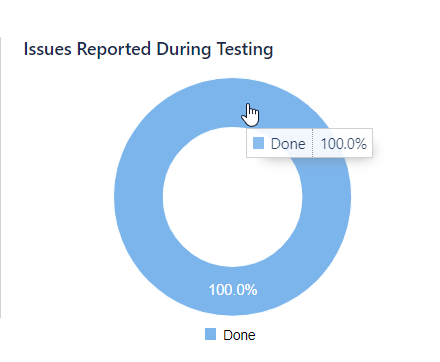 Issues Reported During Testing
Done 100.0%
100.0%
Done